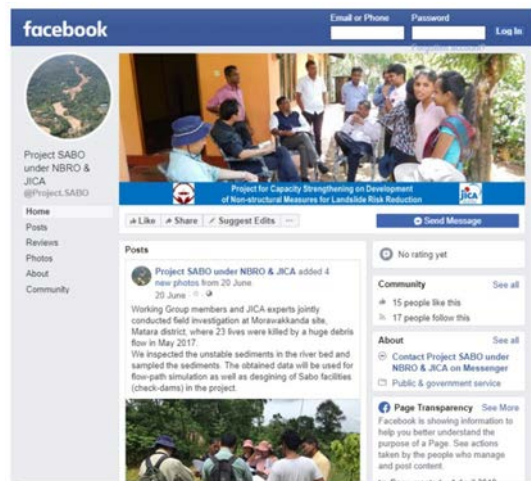 facebook
Email or Phone
Password
Log In
Forgotten account?
Project SABO
under NBRO &
JICA
@Project.SABO
Home
Posts
Reviews
Photos
About
Community
Project for Capacity Strengthening on Development
of Non-structural Measures for Landslide Risk Reduction
JICA
Like
Share
Suggest Edits
Send Message
Posts
Project SABO under NBRO & JICA added 4
new photos from 20 June
20 June
Working Group members and JICA experts jointly
conducted field investigation at Morawakkanda site,
Matara district, where 23 lives were killed by a huge debris
flow in May 2017.
We inspected the unstable sediments in the river bed and
sampled the sediments. The obtained data will be used for
flow-path simulation as well as desgining of Sabo facilities
(check-dams) in the project.
No rating yet
Community
See all
15 people like this
17 people follow this
About
See all
Contact Project SABO under
NBRO & JICA on Messenger
Public & government service
Page Transparency
See More
Facebook is showing information to
help you better understand the
purpose of a Page. See actions
taken by the people who manage
and post content.